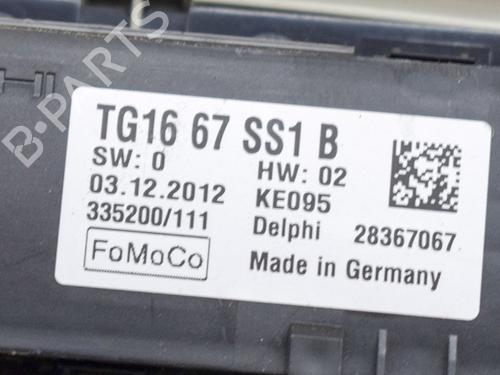 B-PARTS
TG16 67 SS1 B
SW: 0 HW: 02
03.12.2012 KE095
335200/111 Delphi 28367067
FoMoCo Made in Germany